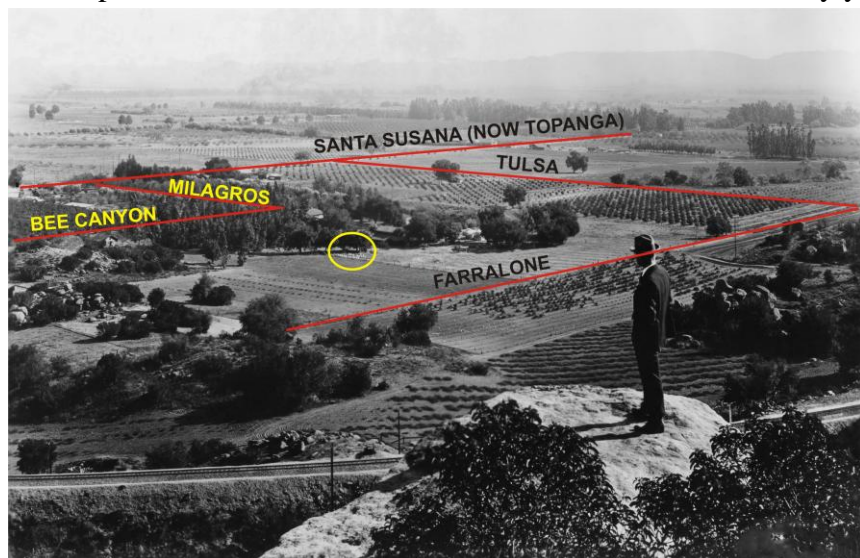 SANTA SUSANA (NOW TOPANGA)
TULSA
MILAGROS
BEE CANYON
FARRALONE